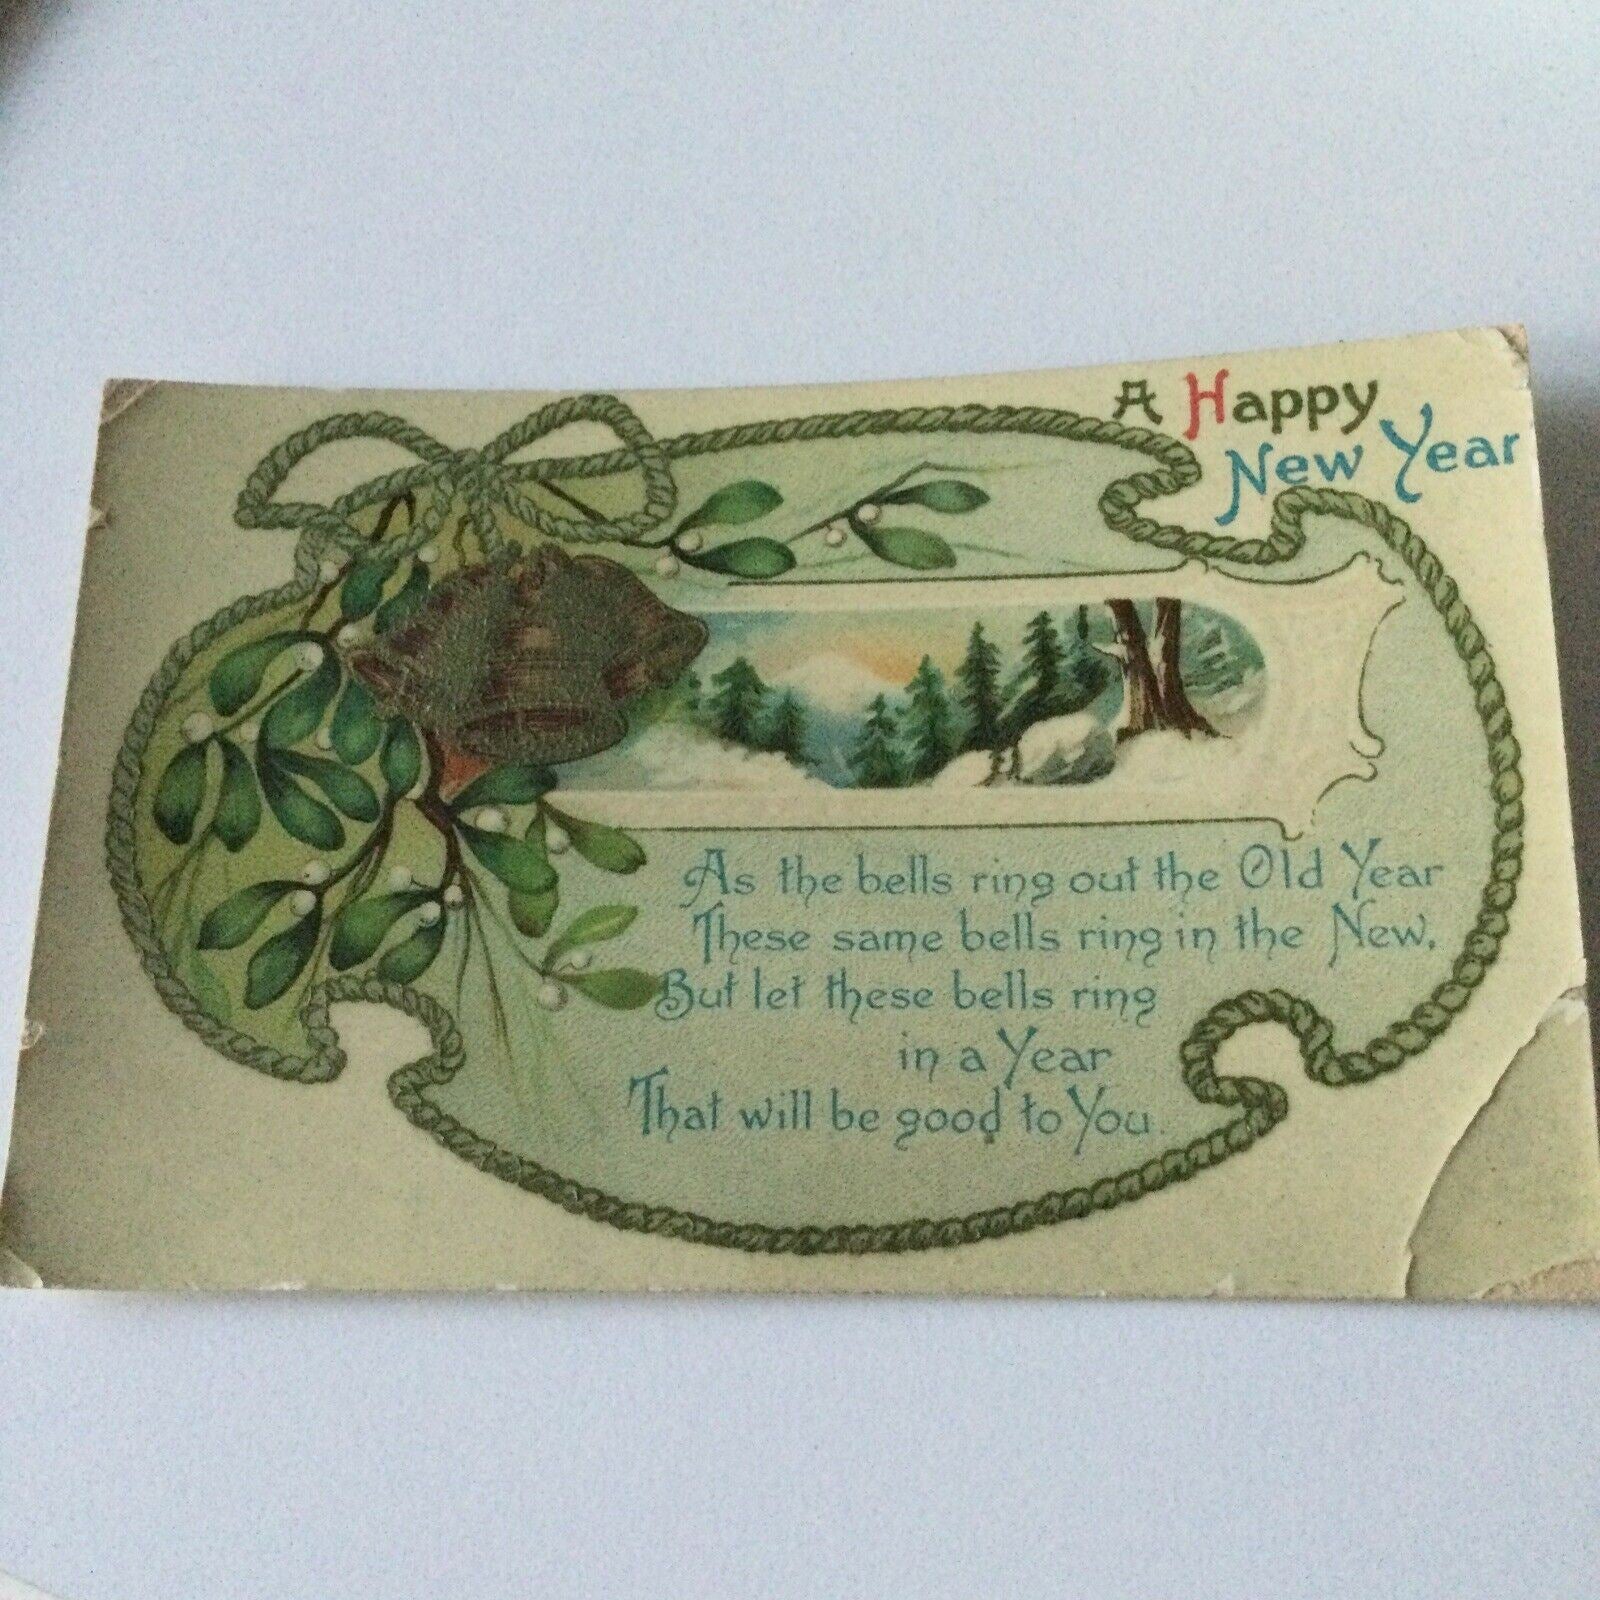 A Happy
New Year
As the bells ring out the Old Year
These same bells ring in the New,
But let these bells ring
in a Year
That will be good to You.